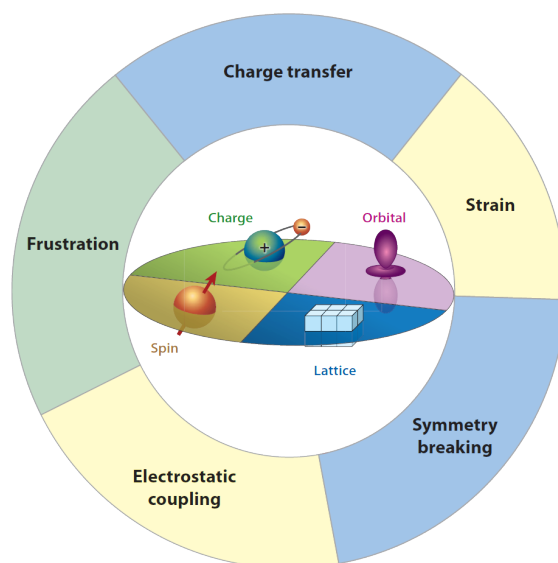 Charge transfer
Strain
Charge
Orbital
+
−
Frustration
Spin
Lattice
Symmetry
breaking
Electrostatic
coupling